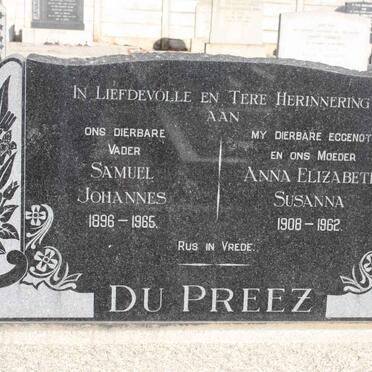 IN LIEFDEVOLLE EN TERE HERINNERING
AAN
ONS DIERBARE
VADER
SAMUEL
JOHANNES
1896 – 1965.
MY DIERBARE EGGENOT
EN ONS MOEDER
ANNA ELIZABETH
SUSANNA
1908 – 1962.
RUS IN VREDE.
DU PREEZ